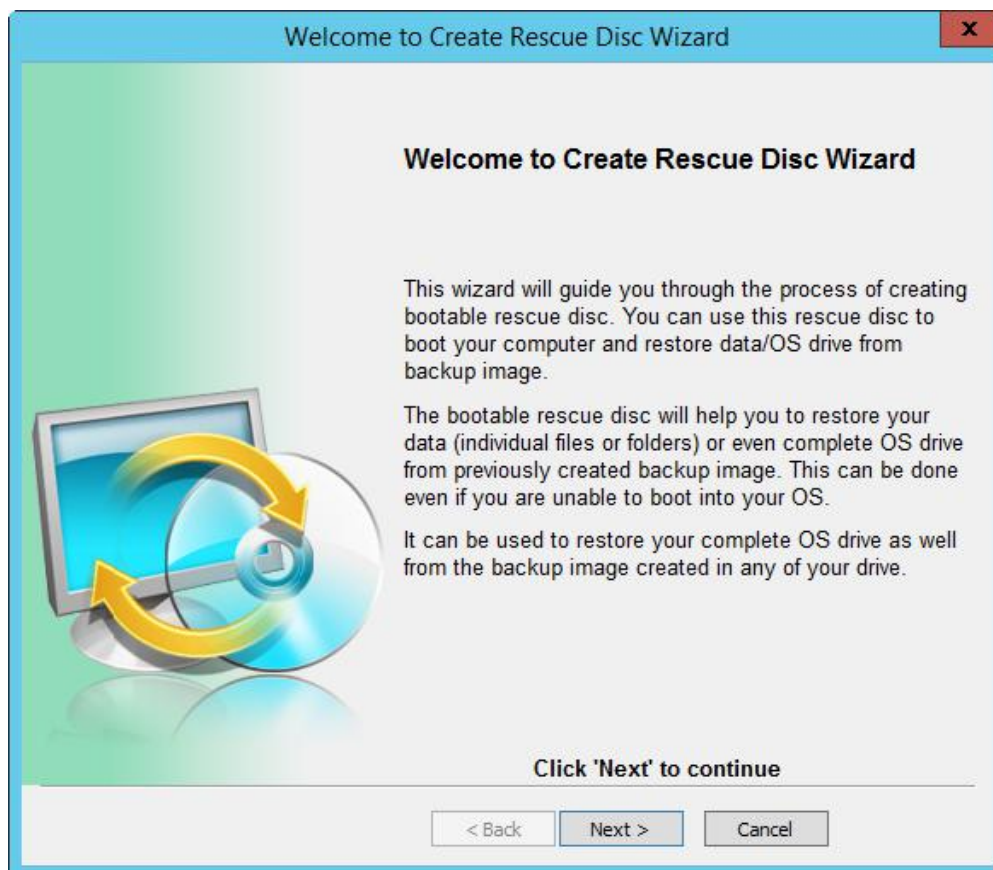 Welcome to Create Rescue Disc Wizard
x
Welcome to Create Rescue Disc Wizard
This wizard will guide you through the process of creating
bootable rescue disc. You can use this rescue disc to
boot your computer and restore data/OS drive from
backup image.
The bootable rescue disc will help you to restore your
data (individual files or folders) or even complete OS drive
from previously created backup image. This can be done
even if you are unable to boot into your OS.
It can be used to restore your complete OS drive as well
from the backup image created in any of your drive.
Click 'Next' to continue
< Back Next > Cancel